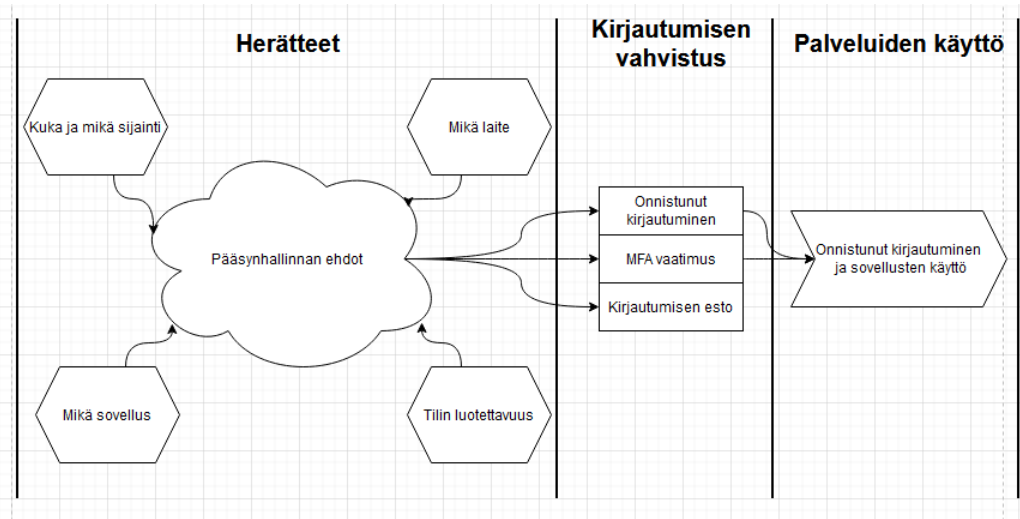 Herätteet
Kirjautumisen
vahvistus
Palveluiden käyttö
Kuka ja mikä sijainti
Mikä laite
Pääsynhallinnan ehdot
Onnistunut
kirjautuminen
MFA vaatimus
Kirjautumisen esto
Onnistunut kirjautuminen
ja sovellusten käyttö
Mikä sovellus
Tilin luotettavuus